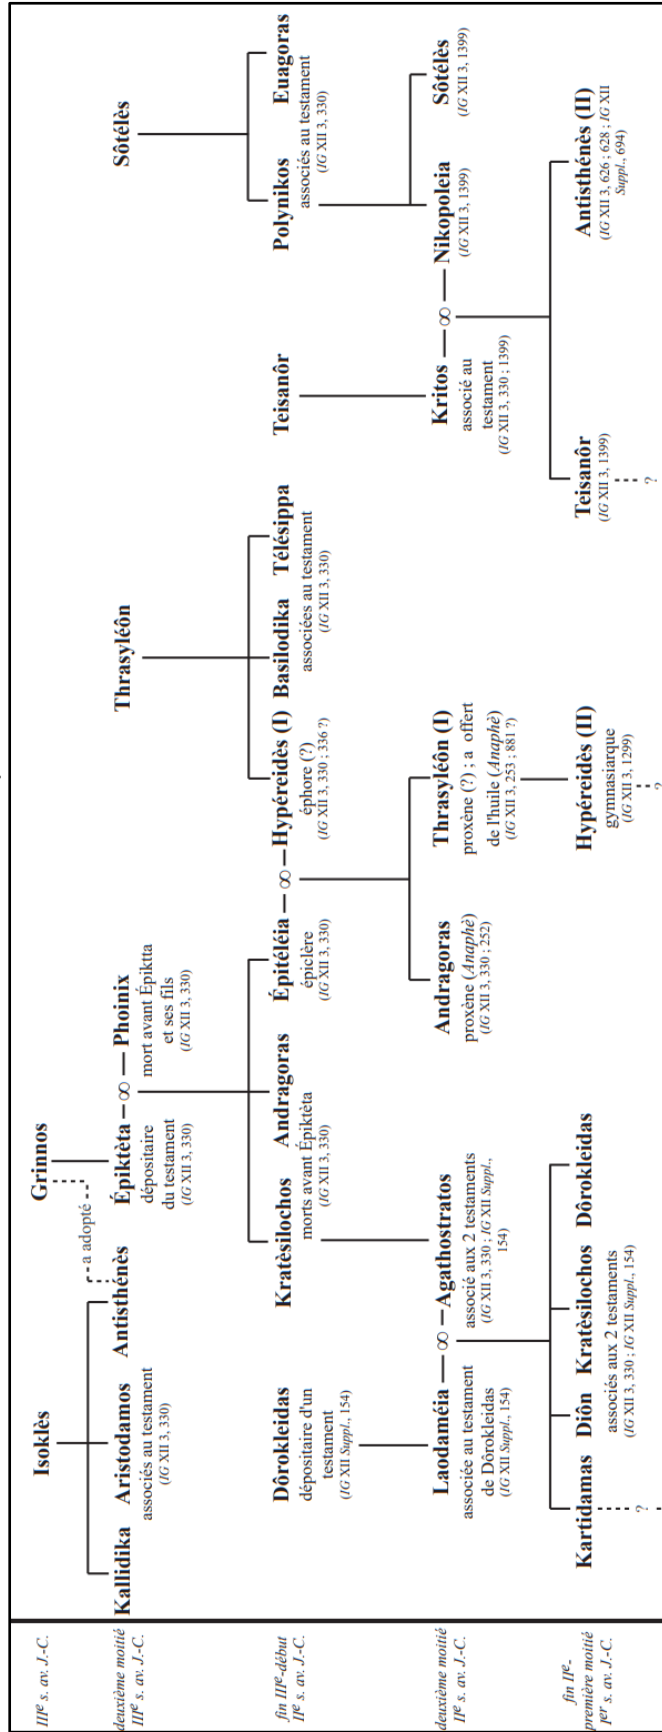 IIIe s. av. J.-C.
Isoklès
Grinnos
a adopté
deuxième moitié
IIIe s. av. J.-C.
Kallidika
Aristodamos
Antisthénès
associés au testament
(IG XII 3, 330)
Épiktèta — ∞ — Phoinix
dépositaire
du testament
(IG XII 3, 330)
mort avant Épiktta
et ses fils
(IG XII 3, 330)
Thrasyléôn
Sôtélès
fin IIIe-début
IIe s. av. J.-C.
Dôrokleidas
dépositaire d'un
testament
(IG XII Suppl., 154)
Kratèsilochos
Andragoras
morts avant Épiktèta
(IG XII 3, 330)
Épitéléia — ∞ — Hypéreidès (I)
épiclère
(IG XII 3, 330)
éphore (?)
(IG XII 3, 330 ; 336 ?)
Basilodika
Télésippa
associées au testament
(IG XII 3, 330)
Teisanôr
Polynikos
Euagoras
associés au testament
(IG XII 3, 330)
deuxième moitié
IIe s. av. J.-C.
Laodaméia — ∞ — Agathostratos
associée au testament
de Dôrokleidas
(IG XII Suppl., 154)
associé aux 2 testaments
(IG XII 3, 330 ; IG XII Suppl.,
154)
Andragoras
proxène (Anaphè)
(IG XII 3, 330 ; 252)
Thrasyléôn (I)
proxène (?) ; a offert
de l'huile (Anaphè)
(IG XII 3, 253 ; 881 ?)
Kritos — ∞ — Nikopoleia
associé au
testament
(IG XII 3, 330 ; 1399)
(IG XII 3, 1399)
Sôtélès
(IG XII 3, 1399)
fin IIe-
première moitié
Ier s. av. J.-C.
Kartidamas
?
Diôn
Kratèsilochos
Dôrokleidas
associés aux 2 testaments
(IG XII 3, 330 ; IG XII Suppl., 154)
Hypéreidès (II)
gymnasiarque
(IG XII 3, 1299)
?
Teisanôr
(IG XII 3, 1399)
?
Antisthénès (II)
(IG XII 3, 626 ; 628 ; IG XII
Suppl., 694)